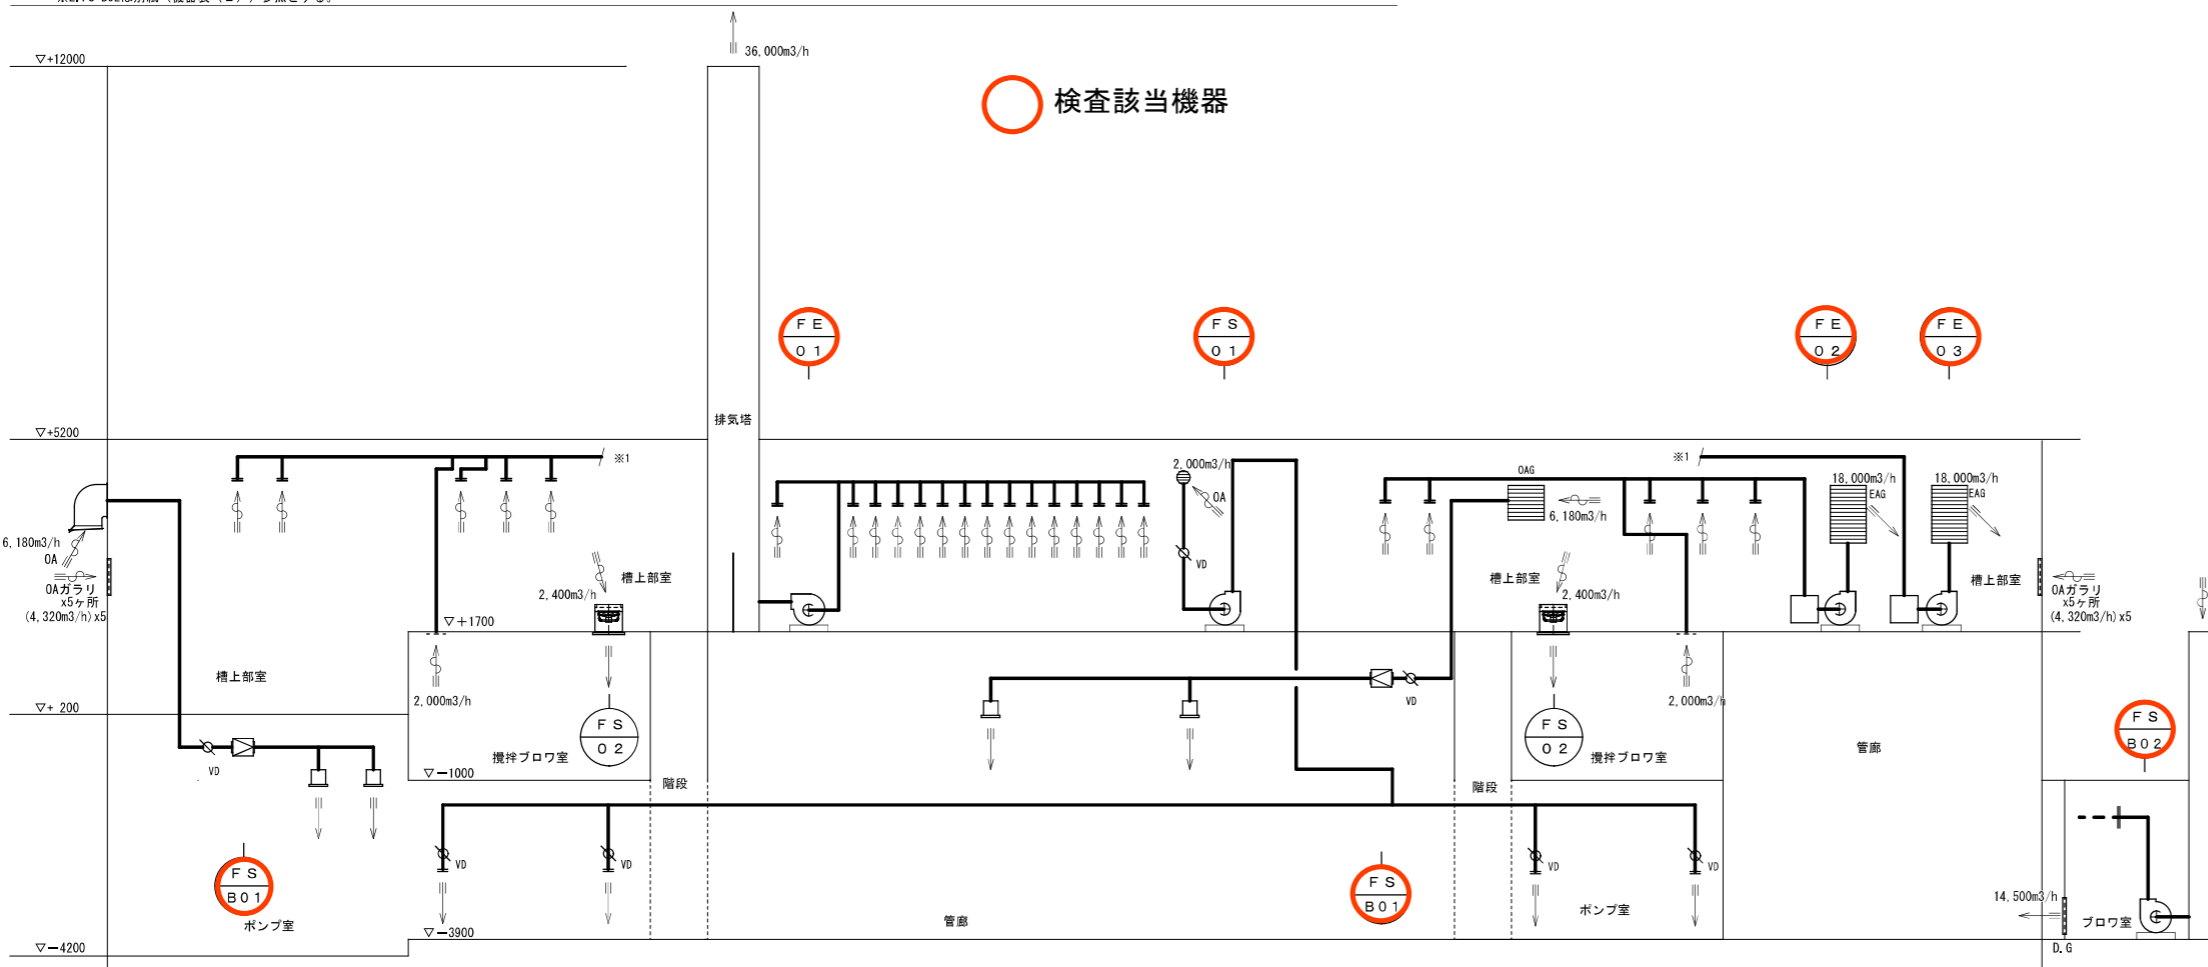 ▽+12000
36,000m3/h
検査該当機器
FE
01
FS
01
FE
02
FE
03
排気塔
▽+5200
※1
2,000m3/h
OA
VD
OAG
6,180m3/h
※1
18,000m3/h
EAG
18,000m3/h
EAG
6,180m3/h
OA
OAガラリ
x5ヶ所
(4,320m3/h)x5
2,400m3/h
槽上部室
槽上部室
2,400m3/h
槽上部室
OAガラリ
x5ヶ所
(4,320m3/h)x5
▽+1700
槽上部室
2,000m3/h
VD
2,000m3/h
▽+ 200
FS
02
攪拌ブロワ室
FS
02
攪拌ブロワ室
管廊
FS
B02
VD
▽-1000
階段
階段
VD
VD
VD
VD
FS
B01
ポンプ室
管廊
FS
B01
ポンプ室
14,500m3/h
ブロワ室
▽-3900
▽-4200
D.G